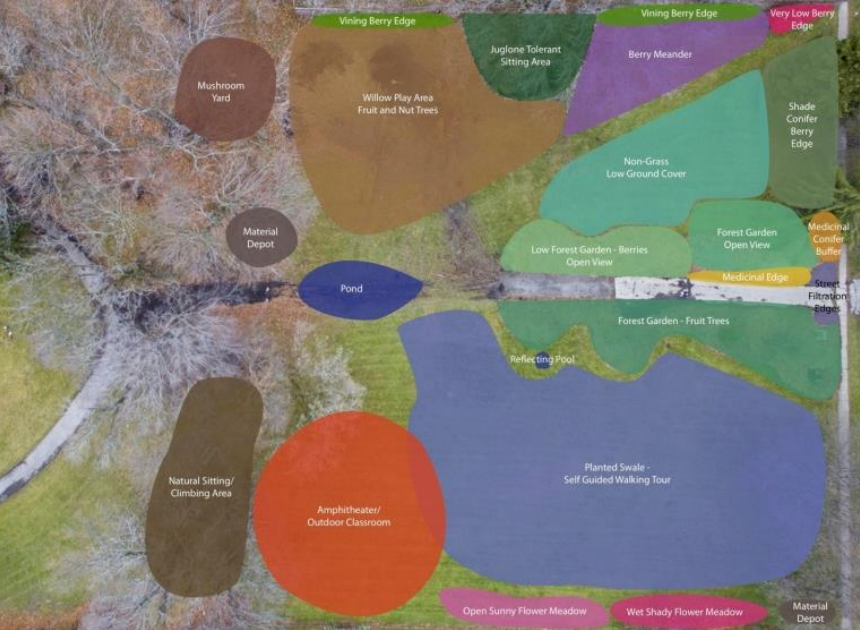 Vining Berry Edge
Vining Berry Edge
Very Low Berry
Edge
Juglone Tolerant
Sitting Area
Berry Meander
Mushroom
Yard
Willow Play Area
Fruit and Nut Trees
Shade
Conifer
Berry
Edge
Non-Grass
Low Ground Cover
Material
Depot
Low Forest Garden - Berries
Open View
Forest Garden
Open View
Medicinal
Conifer
Buffer
Medicinal Edge
Pond
Street
Filtration
Edges
Forest Garden - Fruit Trees
Reflecting Pool
Natural Sitting/
Climbing Area
Planted Swale -
Self Guided Walking Tour
Amphitheater/
Outdoor Classroom
Open Sunny Flower Meadow
Wet Shady Flower Meadow
Material
Depot